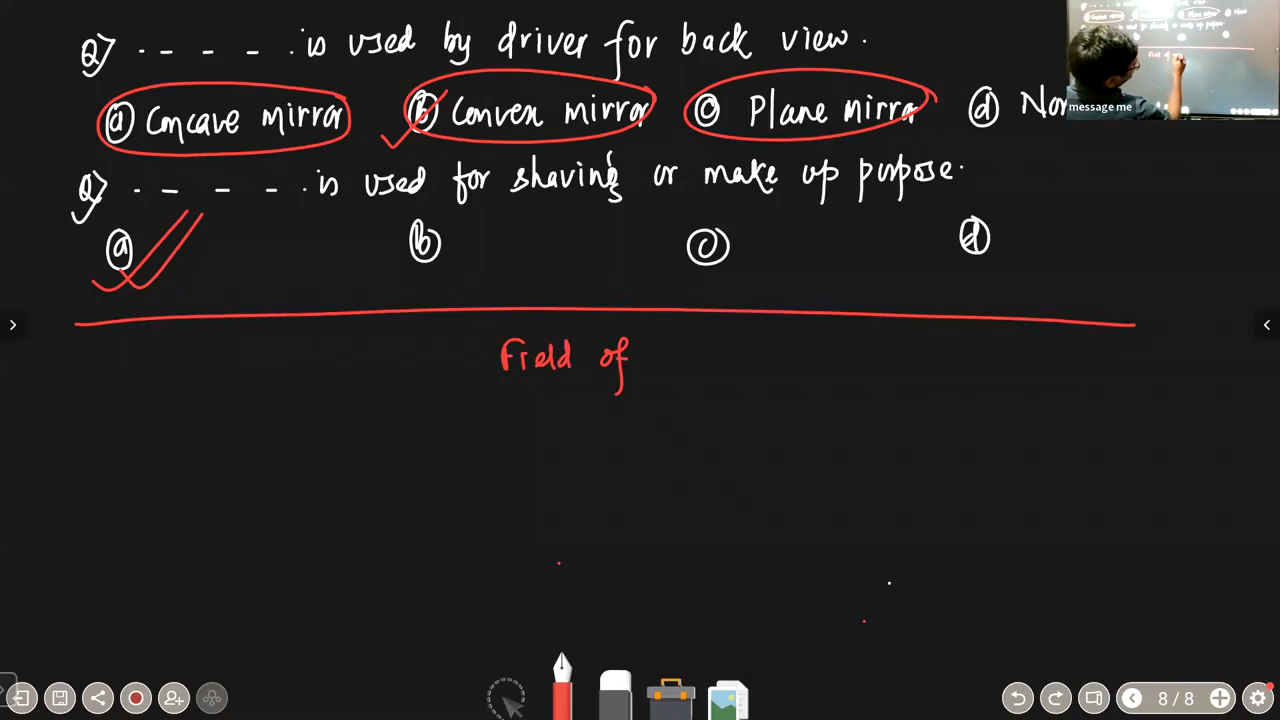 Q) - - - - . is used by driver for back view.
(a) Concave mirror (b) Convex mirror (c) Plane mirror (d) Non
message me
Q) - - - - . is used for shaving or make up purpose.
(a) (b) (c) (d)
Field of
8/8